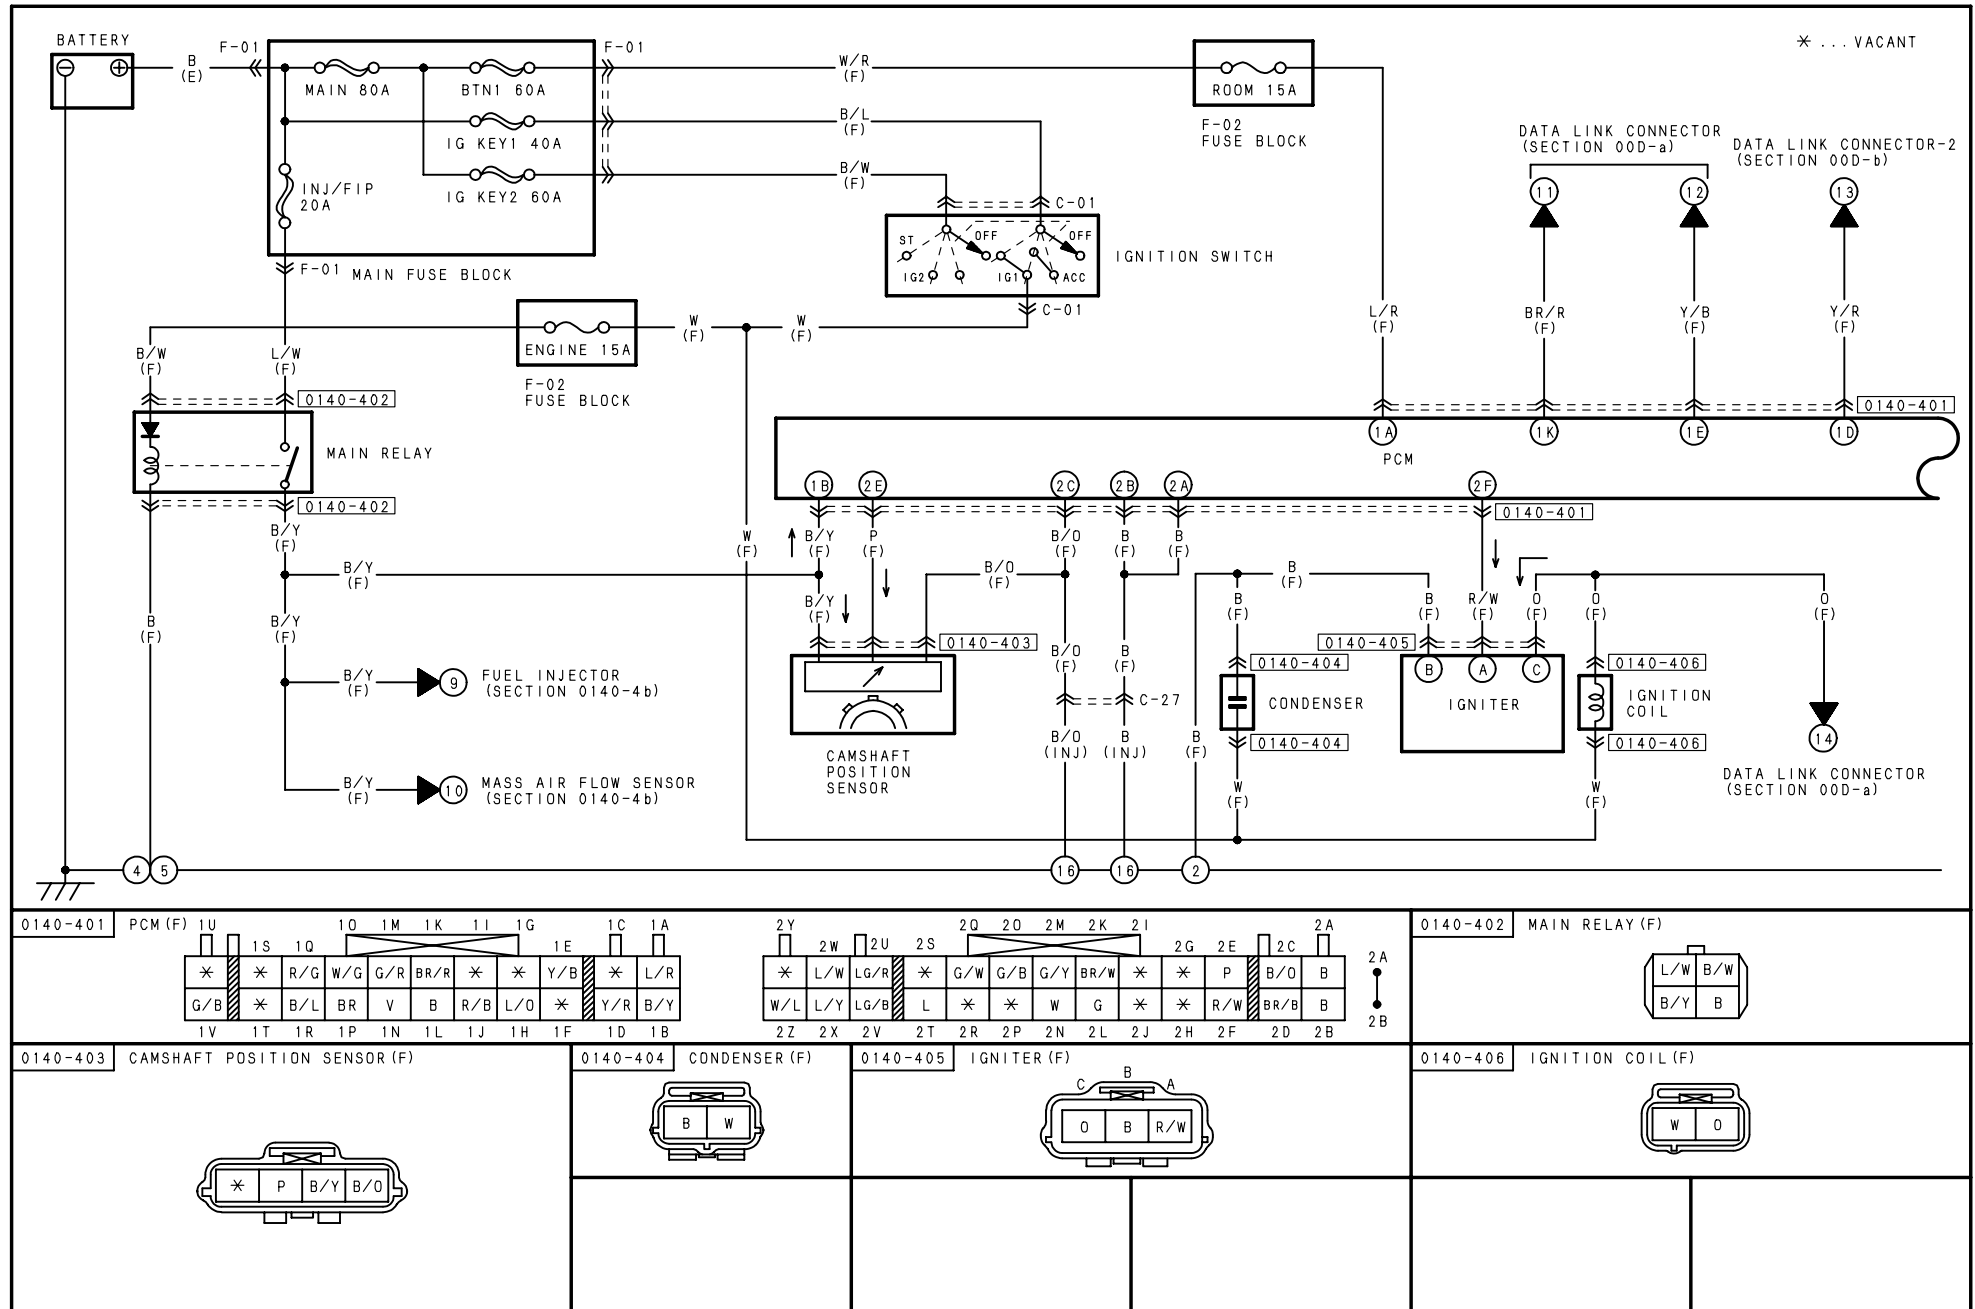 BATTERY
B
(E)
F-01
MAIN 80A
BTN1 60A
IG KEY1 40A
IG KEY2 60A
INJ/FIP
20A
F-01
F-01
MAIN FUSE BLOCK
W/R
(F)
B/L
(F)
B/W
(F)
ROOM 15A
F-02
FUSE BLOCK
* ... VACANT
DATA LINK CONNECTOR
(SECTION 00D-a)
DATA LINK CONNECTOR-2
(SECTION 00D-b)
11
12
13
C-01
ST
OFF
OFF
IG2
IG1
ACC
IGNITION SWITCH
C-01
L/R
(F)
BR/R
(F)
Y/B
(F)
Y/R
(F)
ENGINE 15A
F-02
FUSE BLOCK
W
(F)
W
(F)
B/W
(F)
L/W
(F)
0140-402
MAIN RELAY
0140-402
0140-401
1A
1K
1E
1D
PCM
1B
2E
2C
2B
2A
2F
0140-401
B/Y
(F)
B/Y
(F)
B/Y
(F)
B
(F)
W
(F)
B/Y
(F)
P
(F)
B/O
(F)
B
(F)
B
(F)
B/Y
(F)
B/O
(F)
B
(F)
B
(F)
B
(F)
R/W
(F)
O
(F)
O
(F)
0140-403
0140-405
B/O
(F)
B
(F)
0140-404
B
A
C
IGNITER
0140-406
B/Y
(F)
9
FUEL INJECTOR
(SECTION 0140-4b)
C-27
CONDENSER
IGNITION
COIL
CAMSHAFT
POSITION
SENSOR
B/O
(INJ)
B
(INJ)
B
(F)
0140-404
0140-406
14
DATA LINK CONNECTOR
(SECTION 00D-a)
B/Y
(F)
10
MASS AIR FLOW SENSOR
(SECTION 0140-4b)
W
(F)
W
(F)
4
5
16
16
2
0140-401
PCM(F)
1U 1O 1M 1K 1I 1G 1C 1A
1S 1Q 1E
* * R/G W/G G/R BR/R * * Y/B * L/R
G/B * B/L BR V B R/B L/O * Y/R B/Y
1V 1T 1R 1P 1N 1L 1J 1H 1F 1D 1B
2Y 2Q 2O 2M 2K 2I 2A
2W 2U 2S 2G 2E 2C
* L/W LG/R * G/W G/B G/Y BR/W * * P B/O B
W/L L/Y LG/B L * * W G * * R/W BR/B B
2Z 2X 2V 2T 2R 2P 2N 2L 2J 2H 2F 2D 2B
2A
2B
0140-402
MAIN RELAY(F)
L/W B/W
B/Y B
0140-403
CAMSHAFT POSITION SENSOR(F)
* P B/Y B/O
0140-404
CONDENSER(F)
B W
0140-405
IGNITER(F)
C B A
O B R/W
0140-406
IGNITION COIL(F)
W O